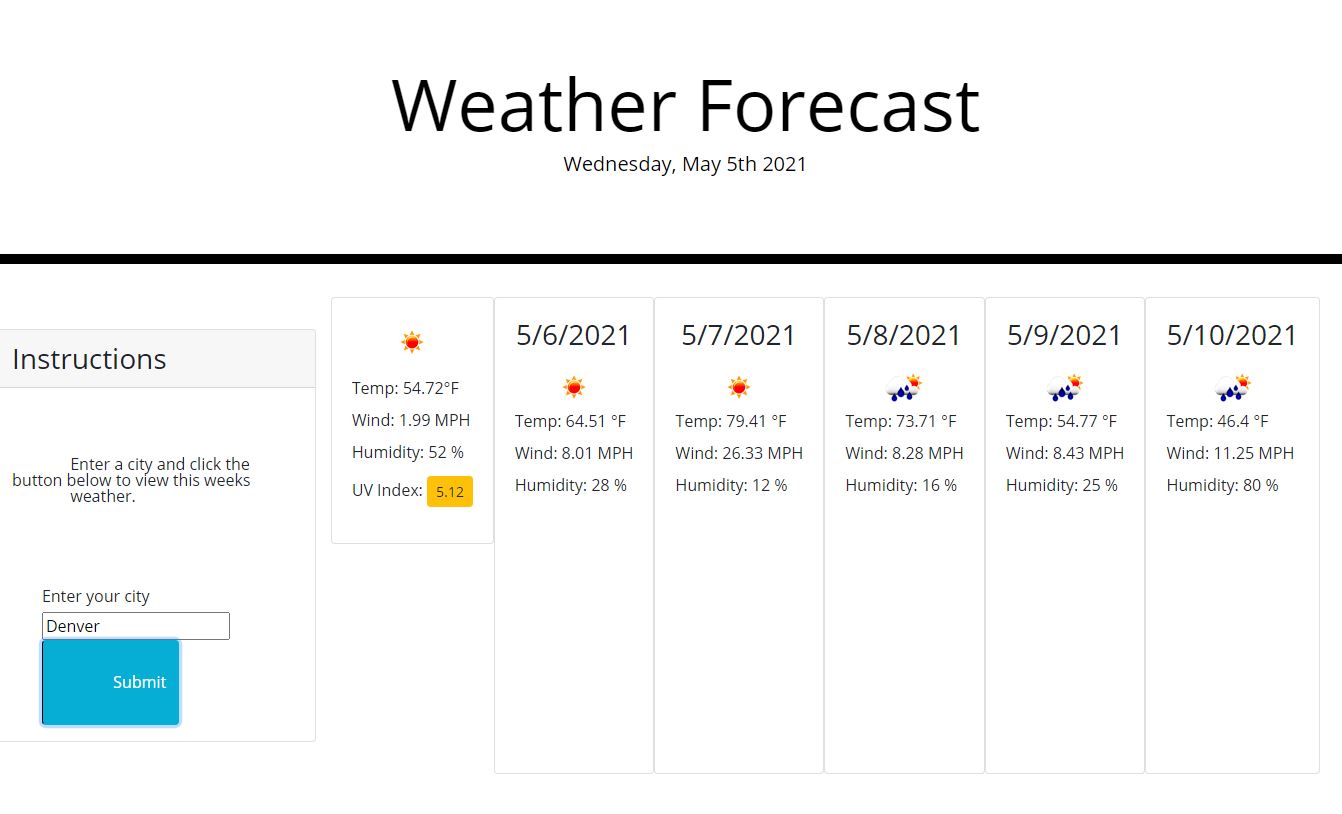 Weather Forecast
Wednesday, May 5th 2021
Instructions
Enter a city and click the
button below to view this weeks
weather.
Enter your city
Denver
Submit
Temp: 54.72°F
Wind: 1.99 MPH
Humidity: 52 %
UV Index: 5.12
5/6/2021
Temp: 64.51 °F
Wind: 8.01 MPH
Humidity: 28 %
5/7/2021
Temp: 79.41 °F
Wind: 26.33 MPH
Humidity: 12 %
5/8/2021
Temp: 73.71 °F
Wind: 8.28 MPH
Humidity: 16 %
5/9/2021
Temp: 54.77 °F
Wind: 8.43 MPH
Humidity: 25 %
5/10/2021
Temp: 46.4 °F
Wind: 11.25 MPH
Humidity: 80 %